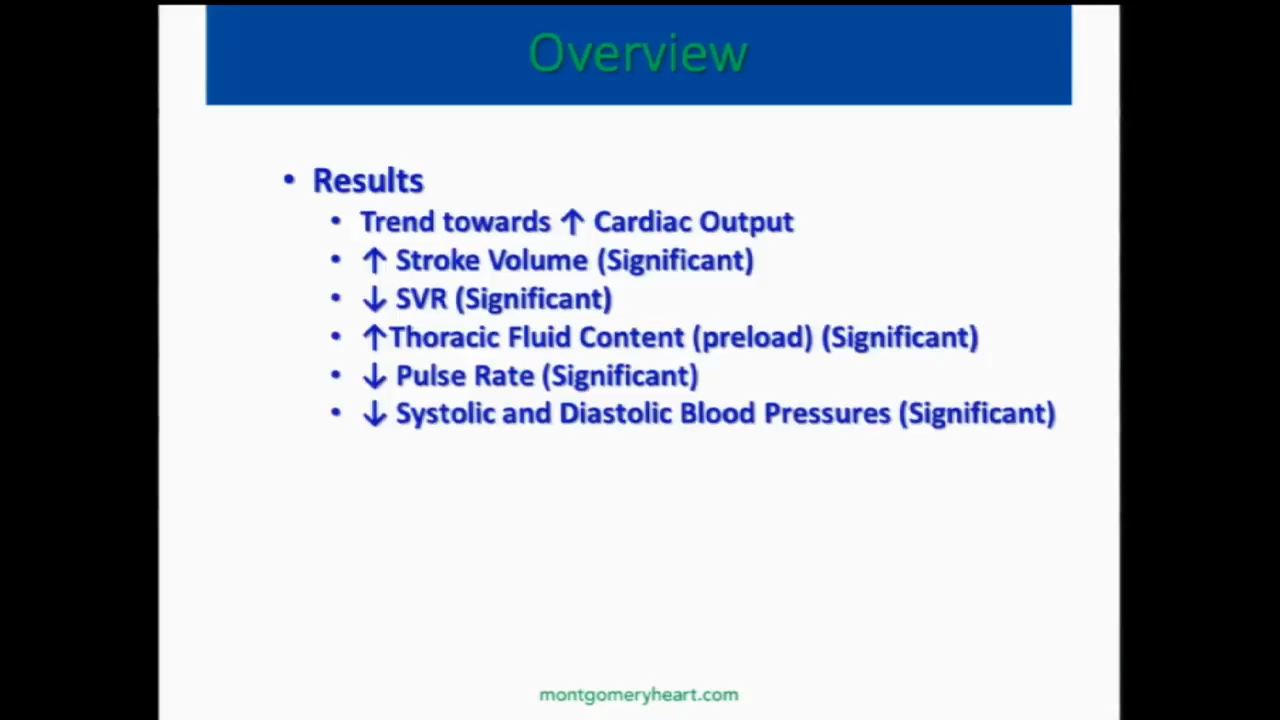 Overview
• Results
• Trend towards ↑ Cardiac Output
• ↑ Stroke Volume (Significant)
• ↓ SVR (Significant)
• ↑Thoracic Fluid Content (preload) (Significant)
• ↓ Pulse Rate (Significant)
• ↓ Systolic and Diastolic Blood Pressures (Significant)
montgomeryheart.com